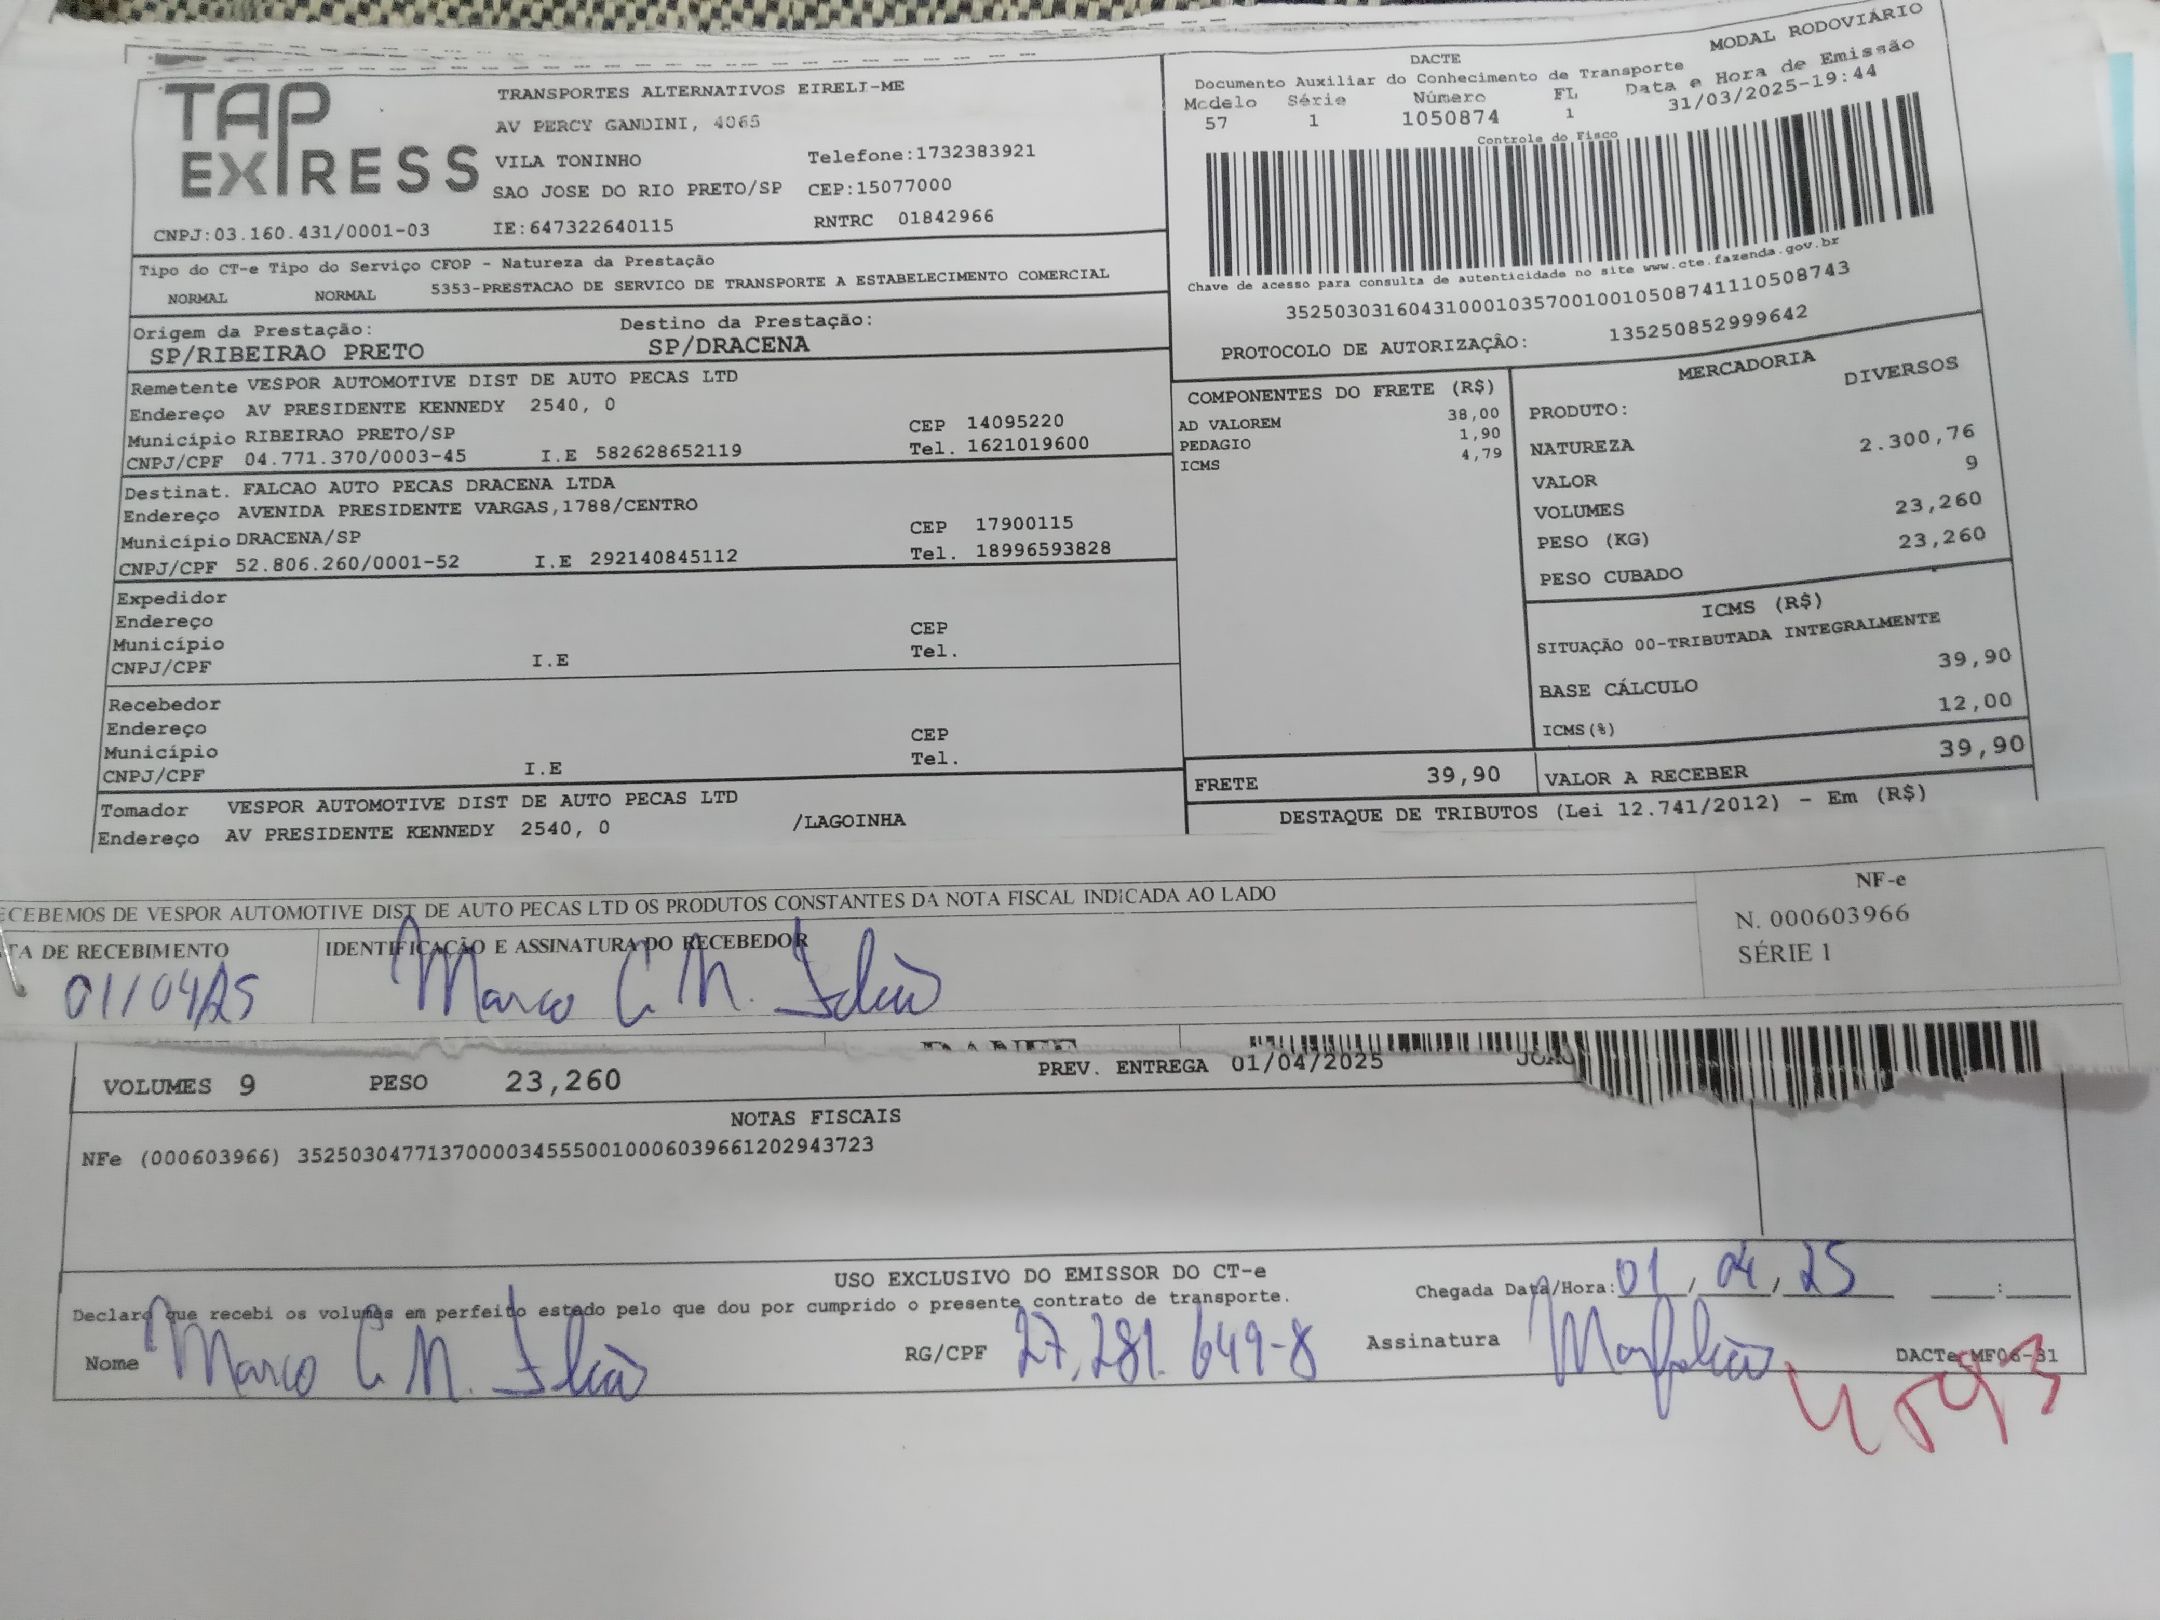 TAP EXPRESS
TRANSPORTES ALTERNATIVOS EIRELI-ME
AV PERCY GANDINI, 4065
VILA TONINHO Telefone:1732383921
SAO JOSE DO RIO PRETO/SP CEP:15077000
CNPJ:03.160.431/0001-03 IE:647322640115 RNTRC 01842966
DACTE MODAL RODOVIÁRIO
Documento Auxiliar do Conhecimento de Transporte
Modelo Série Número FL Data e Hora de Emissão
57 1 1050874 1 31/03/2025-19:44
Controle do Fisco
Chave de acesso para consulta de autenticidade no site www.cte.fazenda.gov.br
35250303160431000103570010010508741110508743
PROTOCOLO DE AUTORIZAÇÃO: 135250852999642
Tipo do CT-e Tipo do Serviço CFOP - Natureza da Prestação
NORMAL NORMAL 5353-PRESTACAO DE SERVICO DE TRANSPORTE A ESTABELECIMENTO COMERCIAL
Origem da Prestação: Destino da Prestação:
SP/RIBEIRAO PRETO SP/DRACENA
Remetente VESPOR AUTOMOTIVE DIST DE AUTO PECAS LTD
Endereço AV PRESIDENTE KENNEDY 2540, 0
Município RIBEIRAO PRETO/SP CEP 14095220
CNPJ/CPF 04.771.370/0003-45 I.E 582628652119 Tel. 1621019600
Destinat. FALCAO AUTO PECAS DRACENA LTDA
Endereço AVENIDA PRESIDENTE VARGAS,1788/CENTRO
Município DRACENA/SP CEP 17900115
CNPJ/CPF 52.806.260/0001-52 I.E 292140845112 Tel. 18996593828
Expedidor
Endereço
Município CEP
CNPJ/CPF I.E Tel.
Recebedor
Endereço
Município CEP
CNPJ/CPF I.E Tel.
Tomador VESPOR AUTOMOTIVE DIST DE AUTO PECAS LTD
Endereço AV PRESIDENTE KENNEDY 2540, 0 /LAGOINHA
COMPONENTES DO FRETE (R$)
AD VALOREM 38,00
PEDAGIO 1,90
ICMS 4,79
MERCADORIA
PRODUTO: DIVERSOS
NATUREZA
VALOR 2.300,76
VOLUMES 9
PESO (KG) 23,260
PESO CUBADO 23,260
ICMS (R$)
SITUAÇÃO 00-TRIBUTADA INTEGRALMENTE
BASE CÁLCULO 39,90
ICMS(%) 12,00
FRETE 39,90 VALOR A RECEBER 39,90
DESTAQUE DE TRIBUTOS (Lei 12.741/2012) - Em (R$)
ECEBEMOS DE VESPOR AUTOMOTIVE DIST DE AUTO PECAS LTD OS PRODUTOS CONSTANTES DA NOTA FISCAL INDICADA AO LADO
TA DE RECEBIMENTO IDENTIFICAÇÃO E ASSINATURA DO RECEBEDOR
01/04/25 Marco C. N. Falcão
NF-e
N. 000603966
SÉRIE 1
VOLUMES 9 PESO 23,260 PREV. ENTREGA 01/04/2025
NOTAS FISCAIS
NFe (000603966) 35250304771370000345550010006039661202943723
USO EXCLUSIVO DO EMISSOR DO CT-e
Declaro que recebi os volumes em perfeito estado pelo que dou por cumprido o presente contrato de transporte.
Chegada Data/Hora: 01/04/25 :
Nome Marco C. N. Falcão RG/CPF 27.281.649-8 Assinatura
DACTe MF06-31